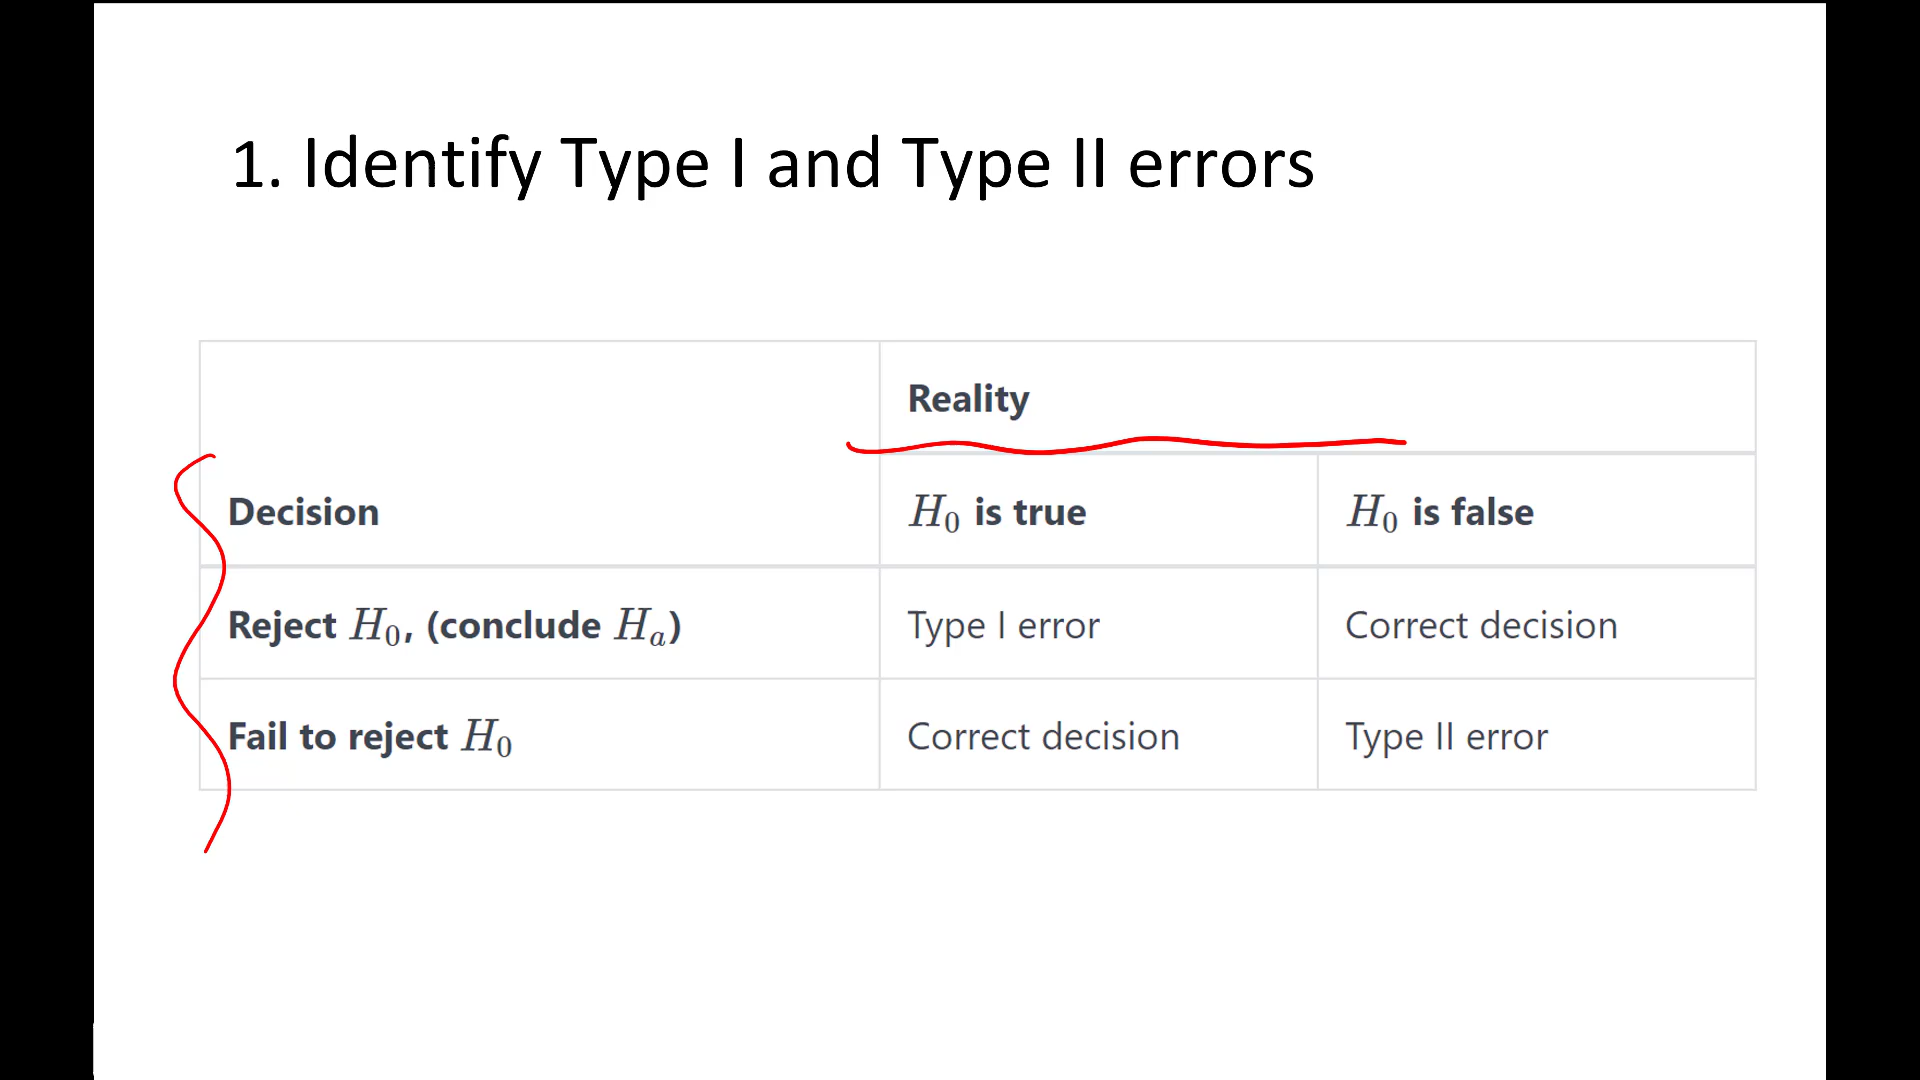 1. Identify Type I and Type II errors
Reality
Decision H₀ is true H₀ is false
Reject H₀, (conclude Hₐ) Type I error Correct decision
Fail to reject H₀ Correct decision Type II error